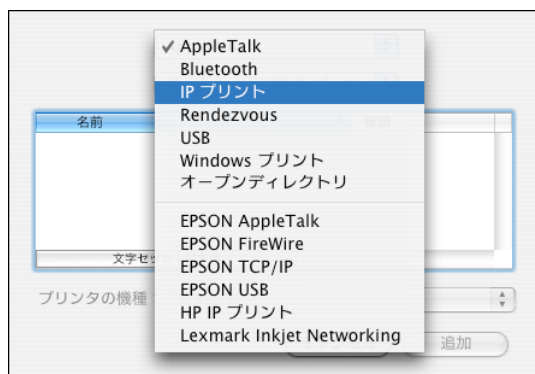 AppleTalk
Bluetooth
IP プリント
Rendezvous
USB
Windows プリント
オープンディレクトリ
EPSON AppleTalk
EPSON FireWire
EPSON TCP/IP
EPSON USB
HP IP プリント
Lexmark Inkjet Networking
名前
文字セ
プリンタの機種
追加